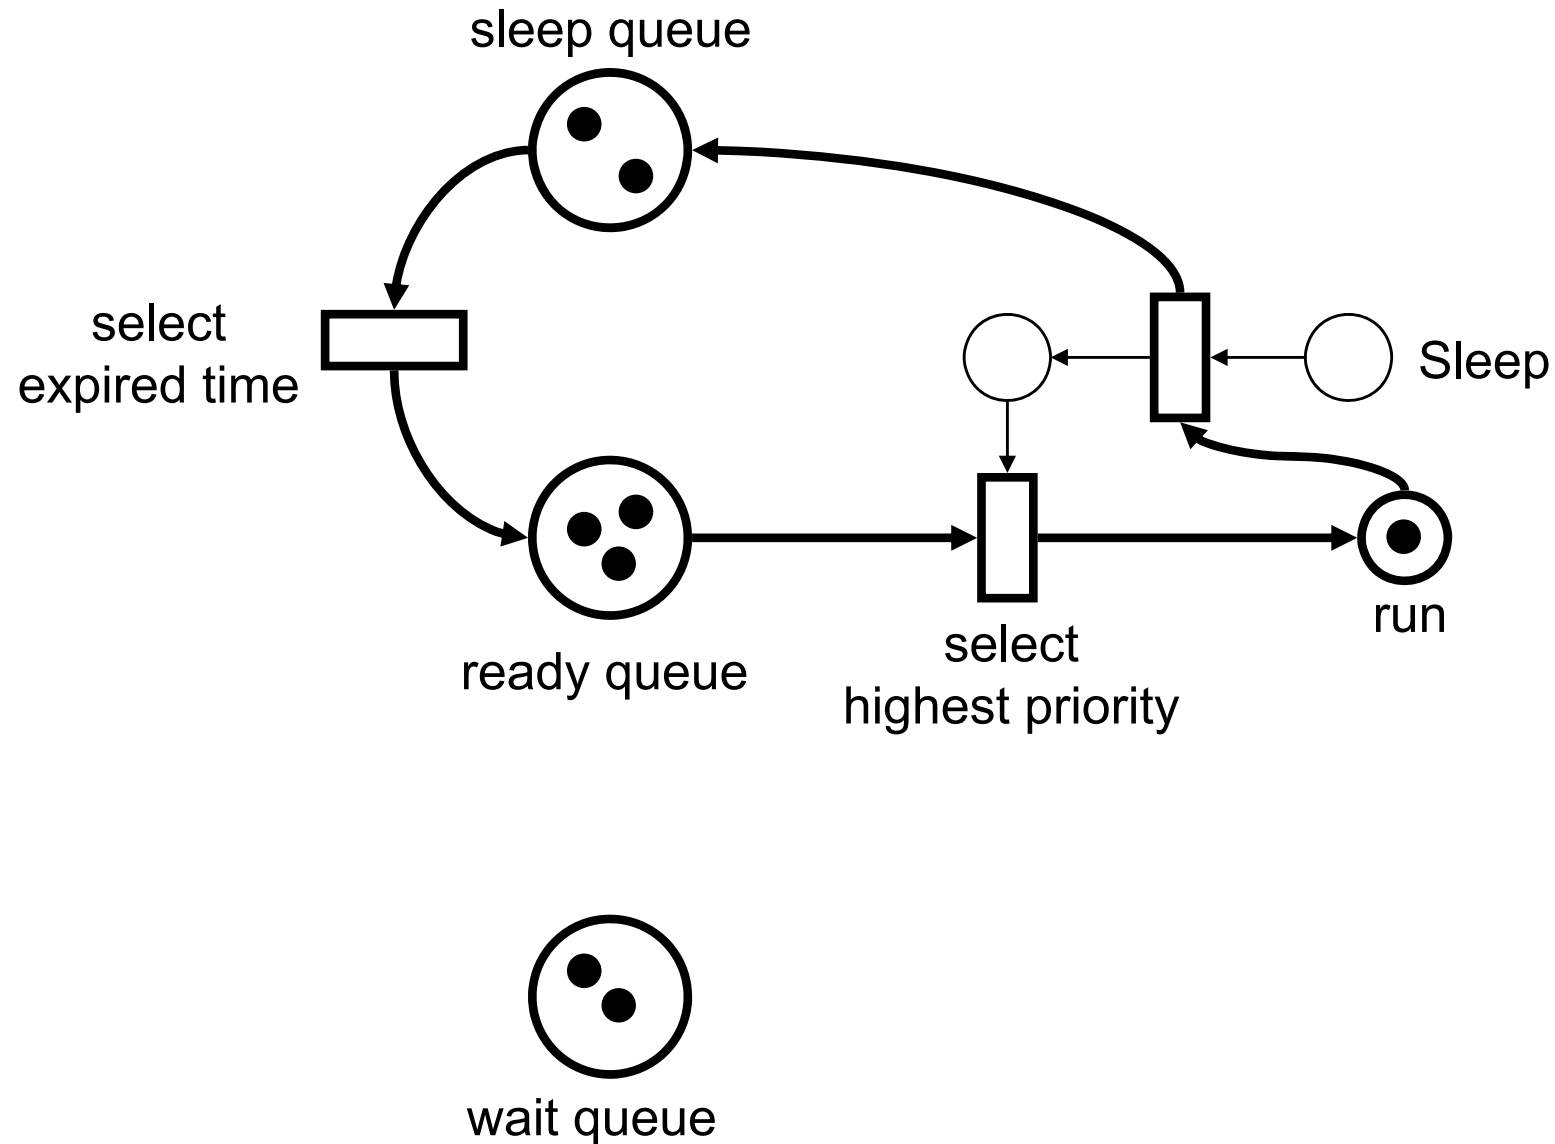 sleep queue
select
expired time
Sleep
run
ready queue
select
highest priority
wait queue